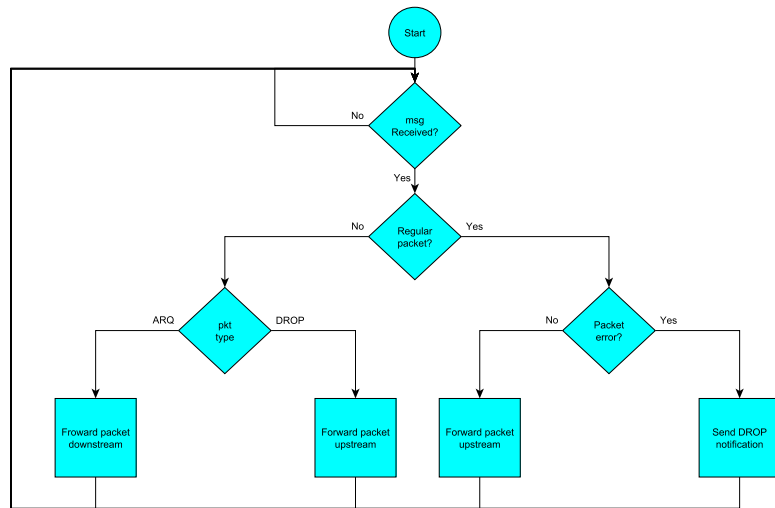 Start
No
msg
Received?
Yes
No
Regular
packet?
Yes
ARQ
pkt
type
DROP
No
Packet
error?
Yes
Froward packet
downstream
Forward packet
upstream
Forward packet
upstream
Send DROP
notification